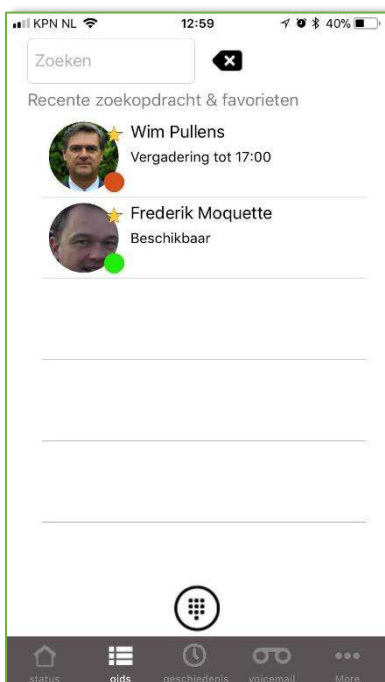 KPN NL 12:59 40%
Zoeken
Recente zoekopdracht & favorieten
Wim Pullens
Vergadering tot 17:00
Frederik Moquette
Beschikbaar
status gids geschiedenis voicemail More